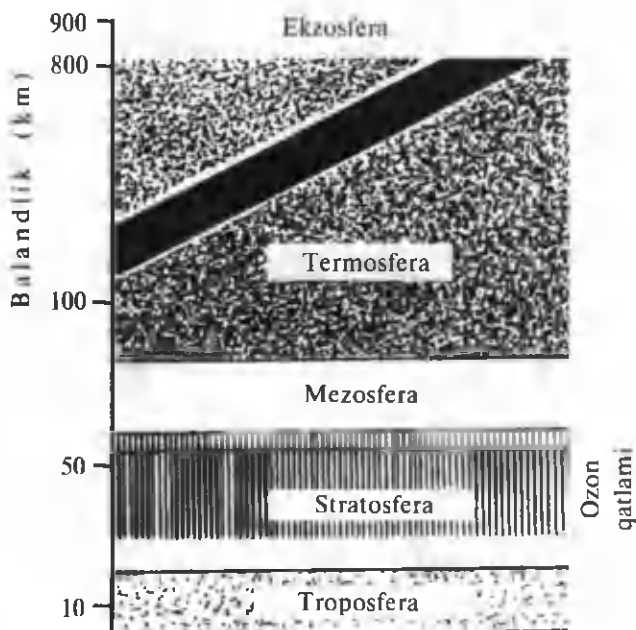 900
Ekzosfera
800
Balandlik (km)
Termosfera
100
Mezosfera
50
Stratosfera
Ozon
qatlami
10
Troposfera